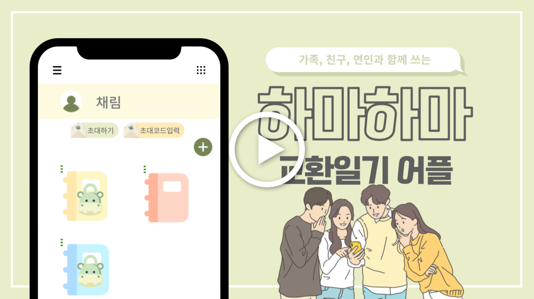 가족, 친구, 연인과 함께 쓰는
하마하마
교환일기 어플
채림
초대하기
초대코드입력